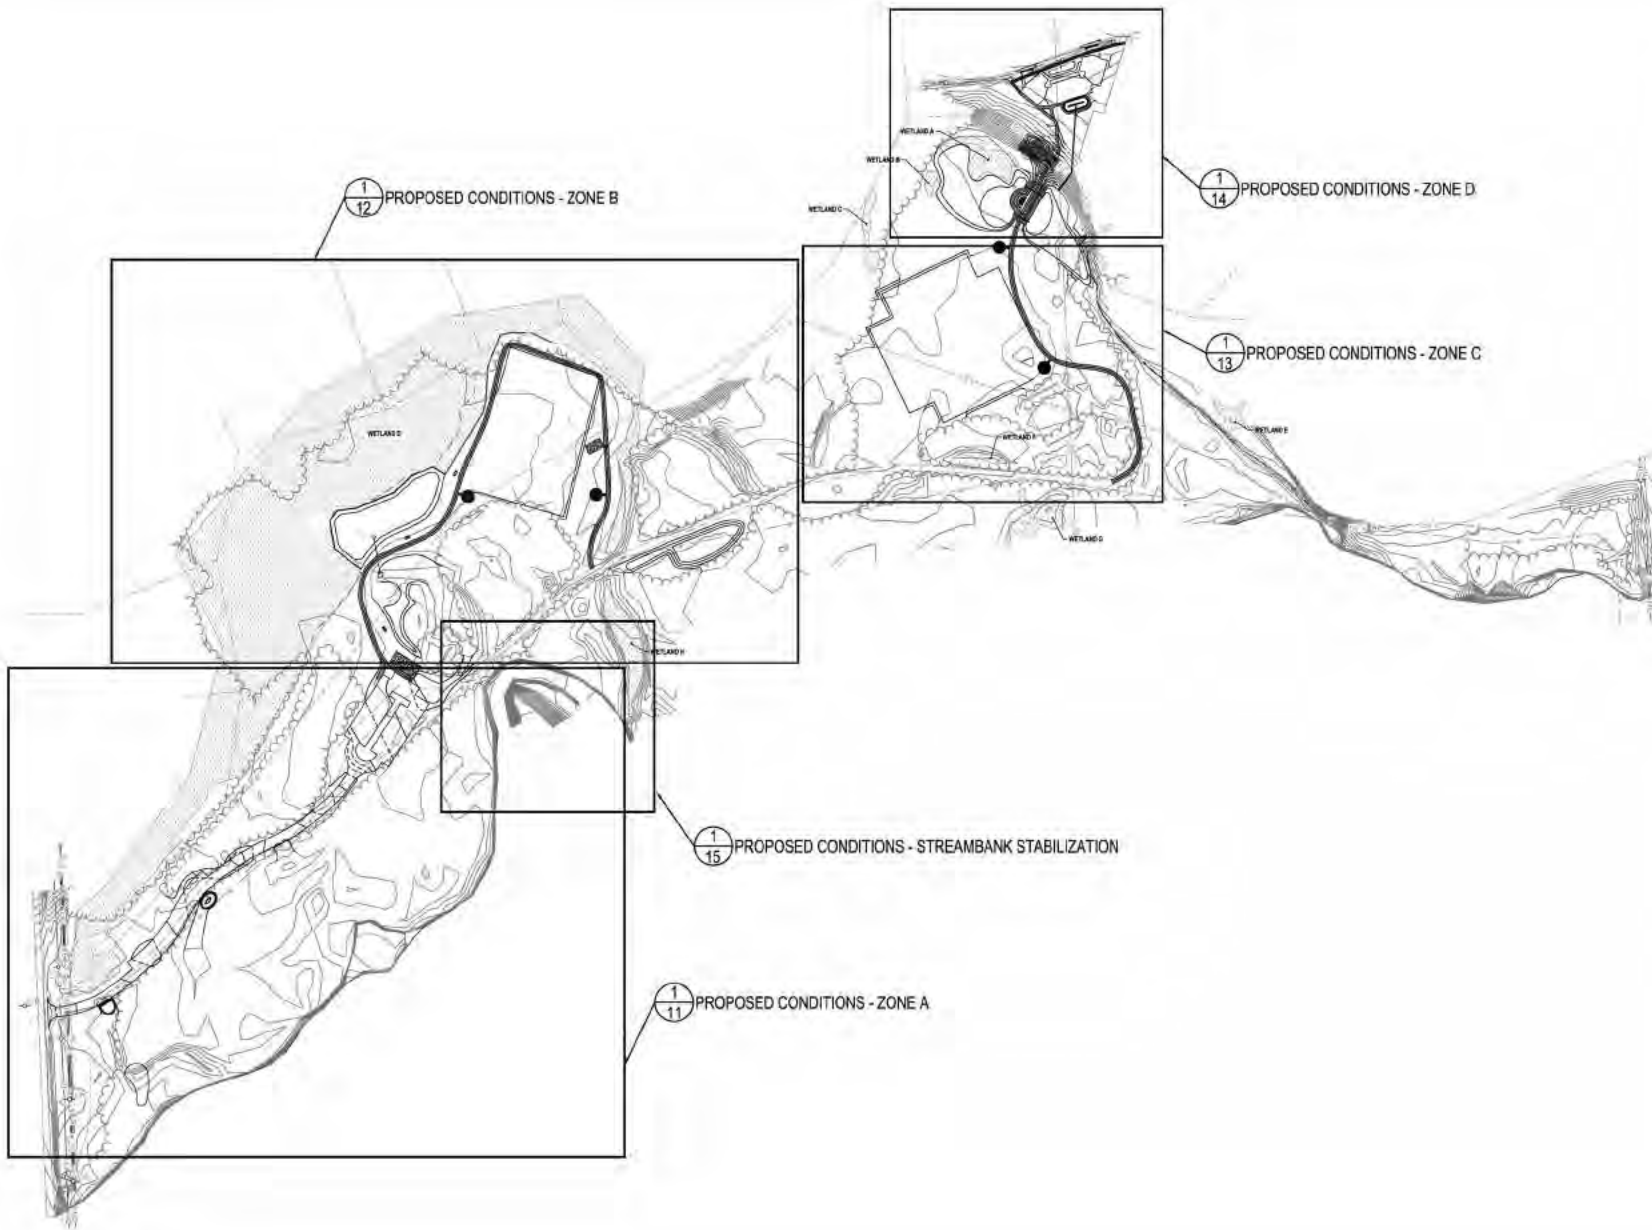 WETLAND A
WETLAND B
1
14
PROPOSED CONDITIONS - ZONE D
1
12
PROPOSED CONDITIONS - ZONE B
WETLAND C
1
13
PROPOSED CONDITIONS - ZONE C
WETLAND D
WETLAND E
WETLAND F
WETLAND G
WETLAND H
1
15
PROPOSED CONDITIONS - STREAMBANK STABILIZATION
1
11
PROPOSED CONDITIONS - ZONE A